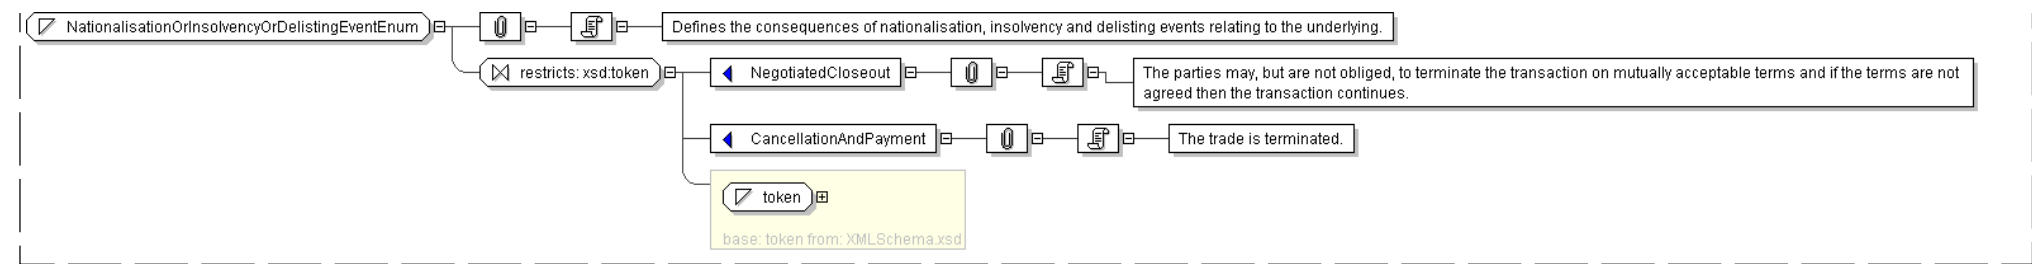 NationalisationOrInsolvencyOrDelistingEventEnum
Defines the consequences of nationalisation, insolvency and delisting events relating to the underlying.
restricts: xsd:token
NegotiatedCloseout
The parties may, but are not obliged, to terminate the transaction on mutually acceptable terms and if the terms are not
agreed then the transaction continues.
CancellationAndPayment
The trade is terminated.
token
base: token from: XMLSchema.xsd